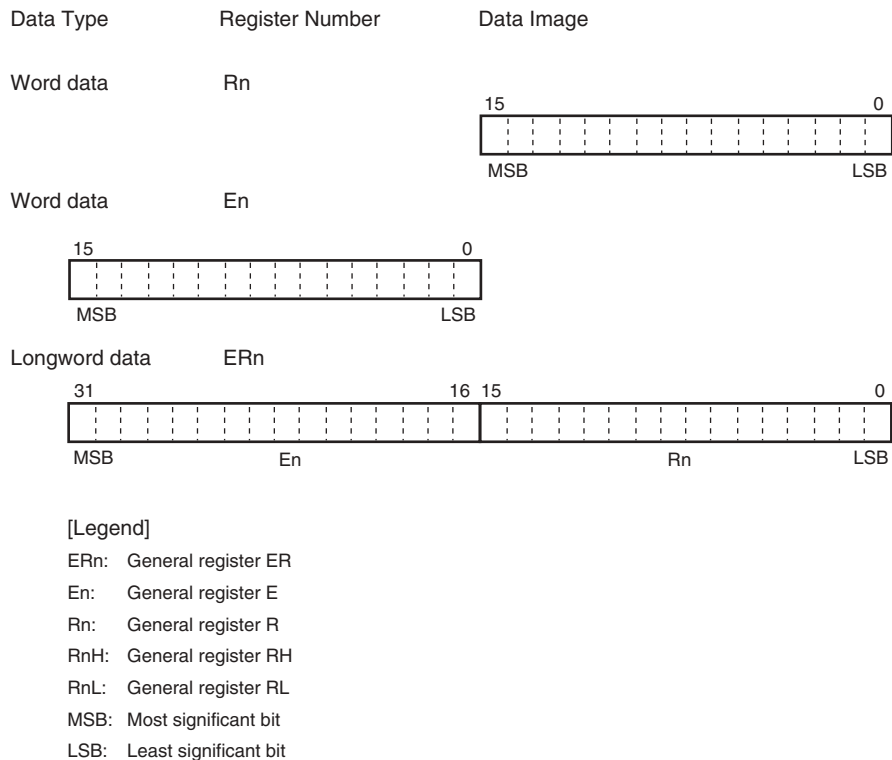 Data Type Register Number Data Image
Word data Rn
15 0
MSB LSB
Word data En
15 0
MSB LSB
Longword data ERn
31 16 15 0
MSB En Rn LSB
[Legend]
ERn: General register ER
En: General register E
Rn: General register R
RnH: General register RH
RnL: General register RL
MSB: Most significant bit
LSB: Least significant bit